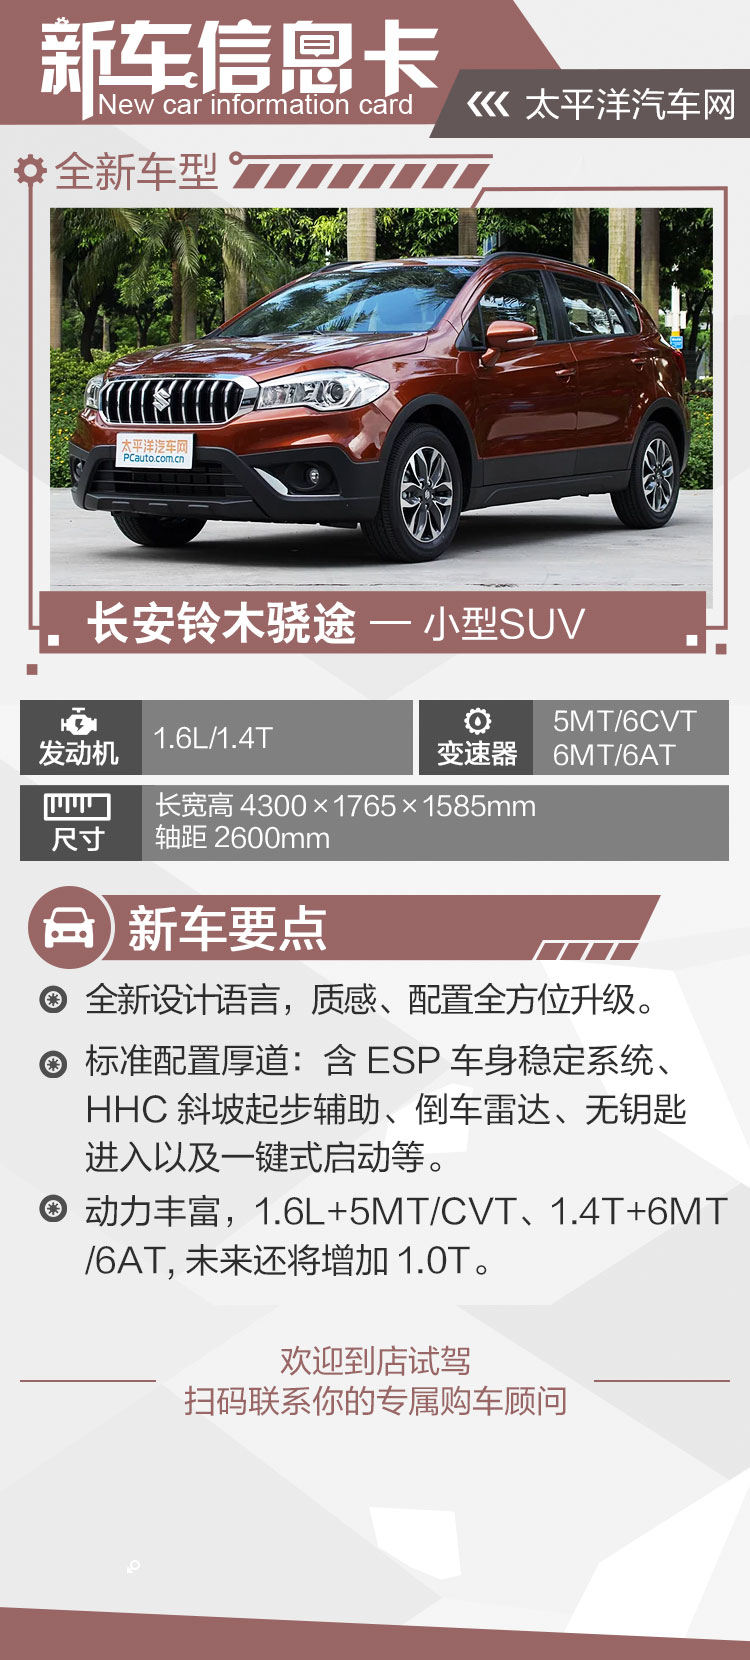 新车信息卡
New car information card
太平洋汽车网
全新车型
太平洋汽车网
PCauto.com.cn
长安铃木骁途 — 小型SUV
发动机
1.6L/1.4T
变速器
5MT/6CVT
6MT/6AT
尺寸
长宽高 4300×1765×1585mm
轴距 2600mm
新车要点
全新设计语言，质感、配置全方位升级。
标准配置厚道：含 ESP 车身稳定系统、
HHC 斜坡起步辅助、倒车雷达、无钥匙
进入以及一键式启动等。
动力丰富，1.6L+5MT/CVT、1.4T+6MT
/6AT, 未来还将增加 1.0T。
欢迎到店试驾
扫码联系你的专属购车顾问